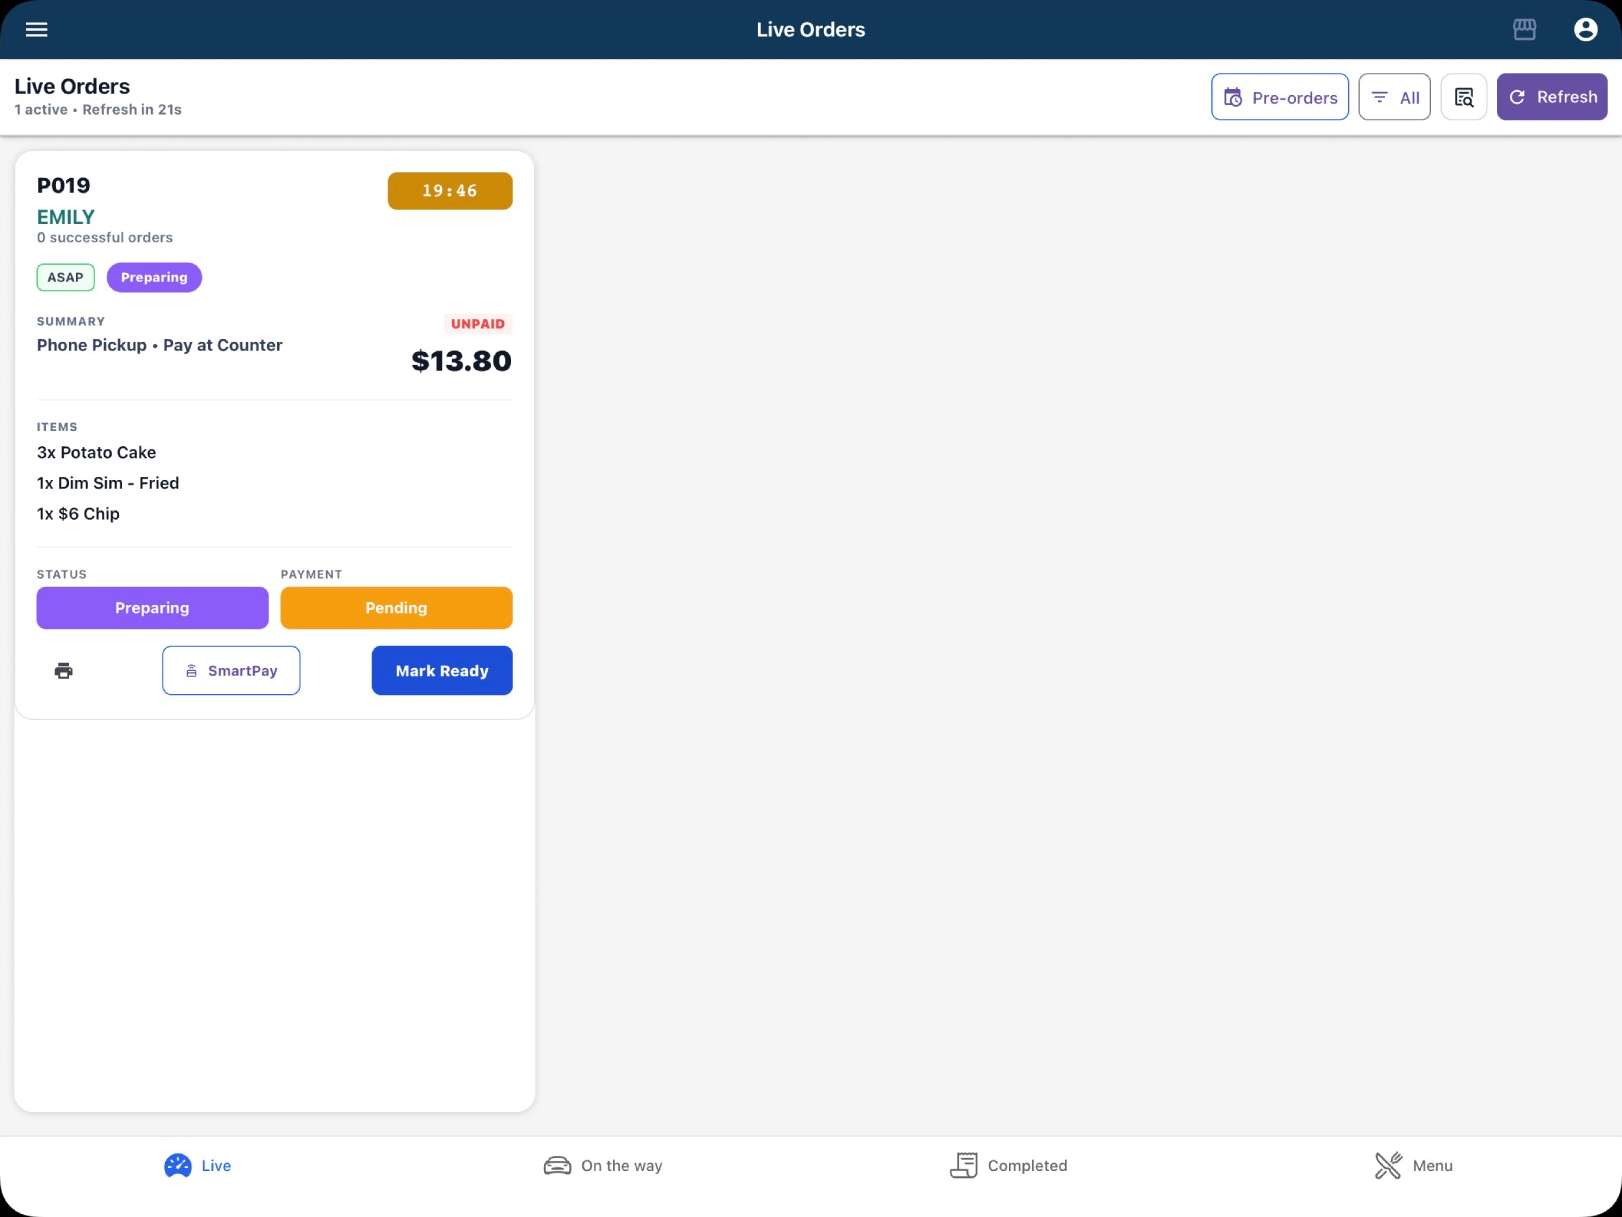 Live Orders
Live Orders
1 active • Refresh in 21s
Pre-orders
All
Refresh
P019
19:46
EMILY
0 successful orders
ASAP
Preparing
SUMMARY
UNPAID
Phone Pickup • Pay at Counter
$13.80
ITEMS
3x Potato Cake
1x Dim Sim - Fried
1x $6 Chip
STATUS
PAYMENT
Preparing
Pending
SmartPay
Mark Ready
Live
On the way
Completed
Menu